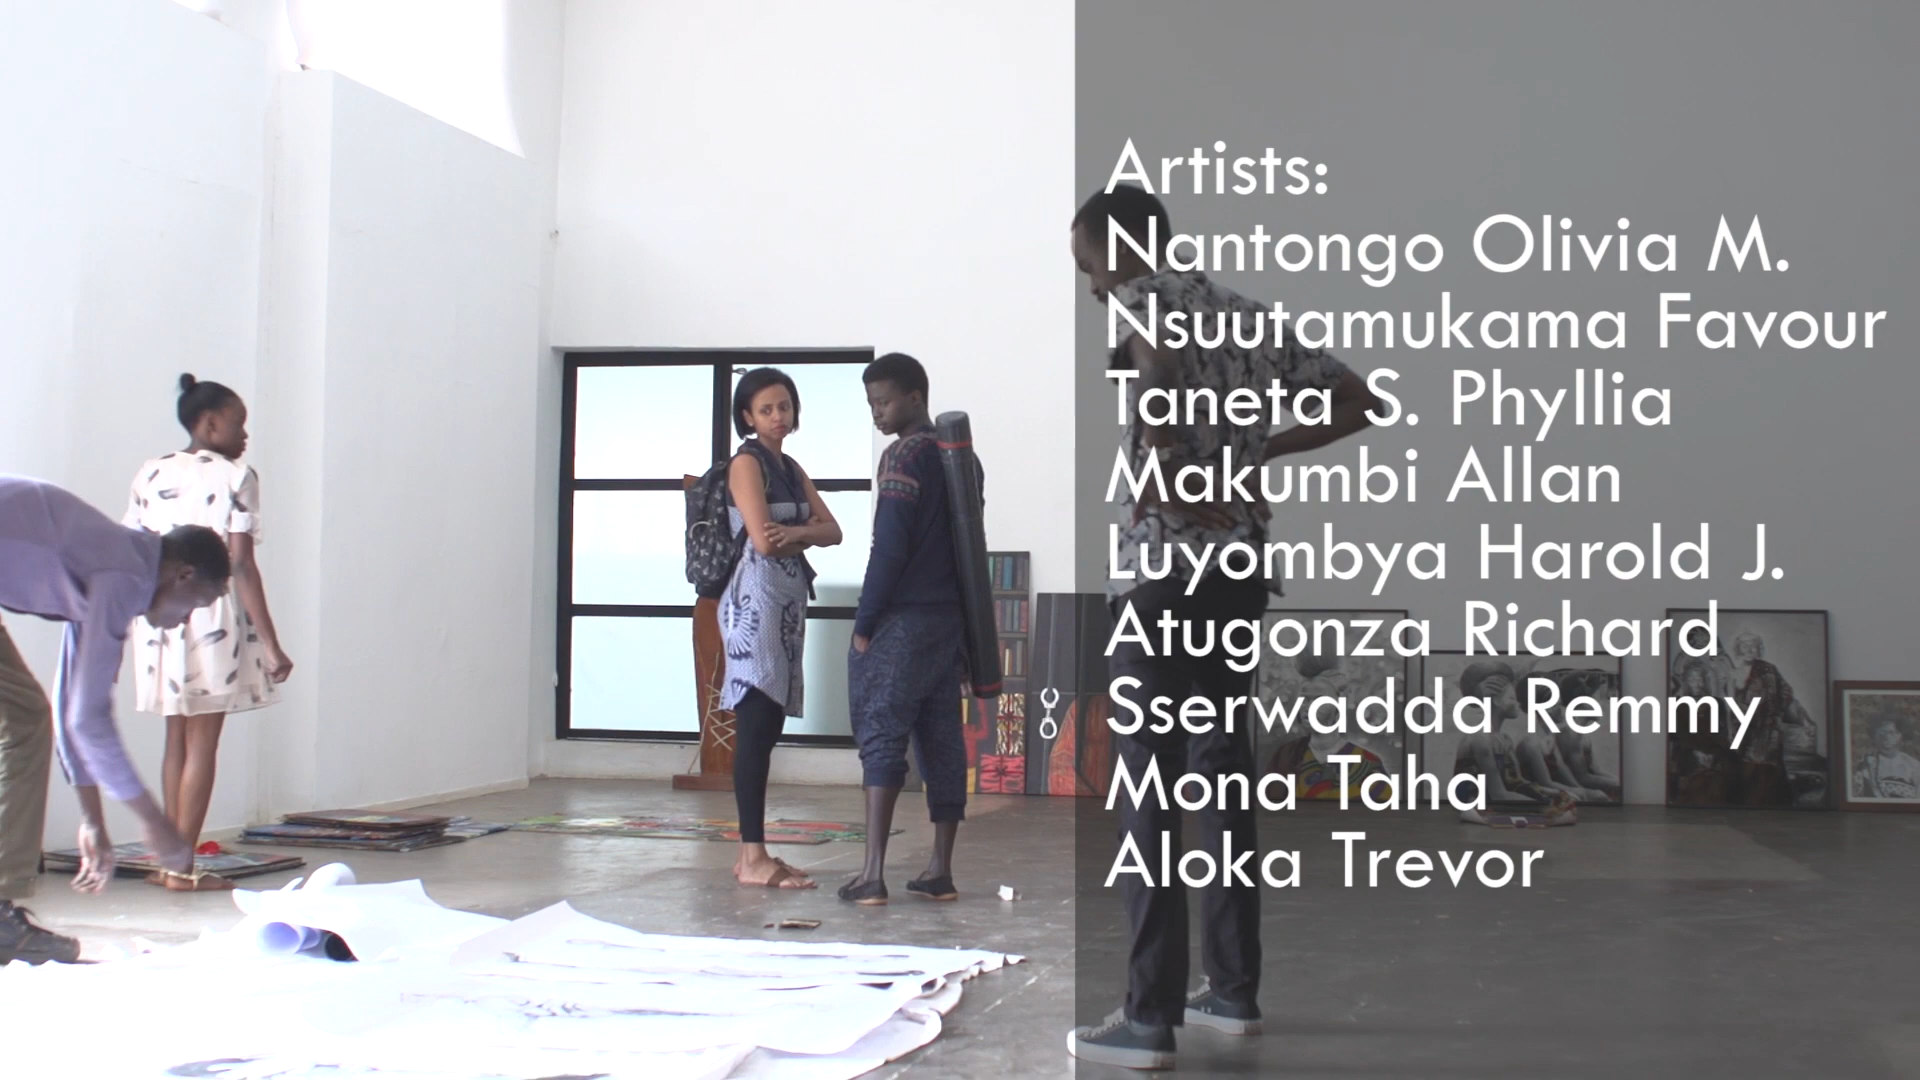 Artists:
Nantongo Olivia M.
Nsuutamukama Favour
Taneta S. Phyllia
Makumbi Allan
Luyombya Harold J.
Atugonza Richard
Sserwadda Remmy
Mona Taha
Aloka Trevor